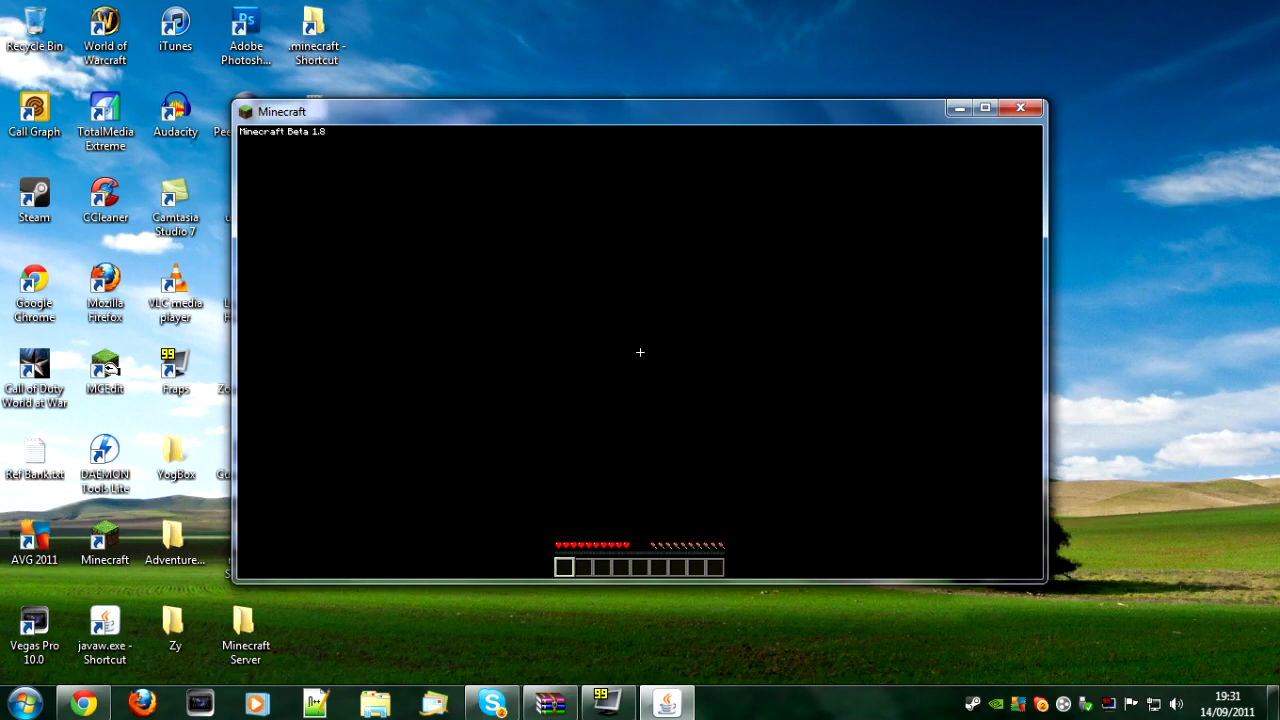 Recycle Bin
World of
Warcraft
iTunes
Adobe
Photosh...
.minecraft -
Shortcut
Minecraft
Minecraft Beta 1.8
Call Graph
TotalMedia
Extreme
Audacity
Steam
CCleaner
Camtasia
Studio 7
Google
Chrome
Mozilla
Firefox
VLC media
player
Call of Duty
World at War
MCEdit
99
Fraps
Ref Bank.txt
DAEMON
Tools Lite
YogBox
AVG 2011
Minecraft
Adventure...
Vegas Pro
10.0
javaw.exe -
Shortcut
Zy
Minecraft
Server
99
19:31
14/09/2011